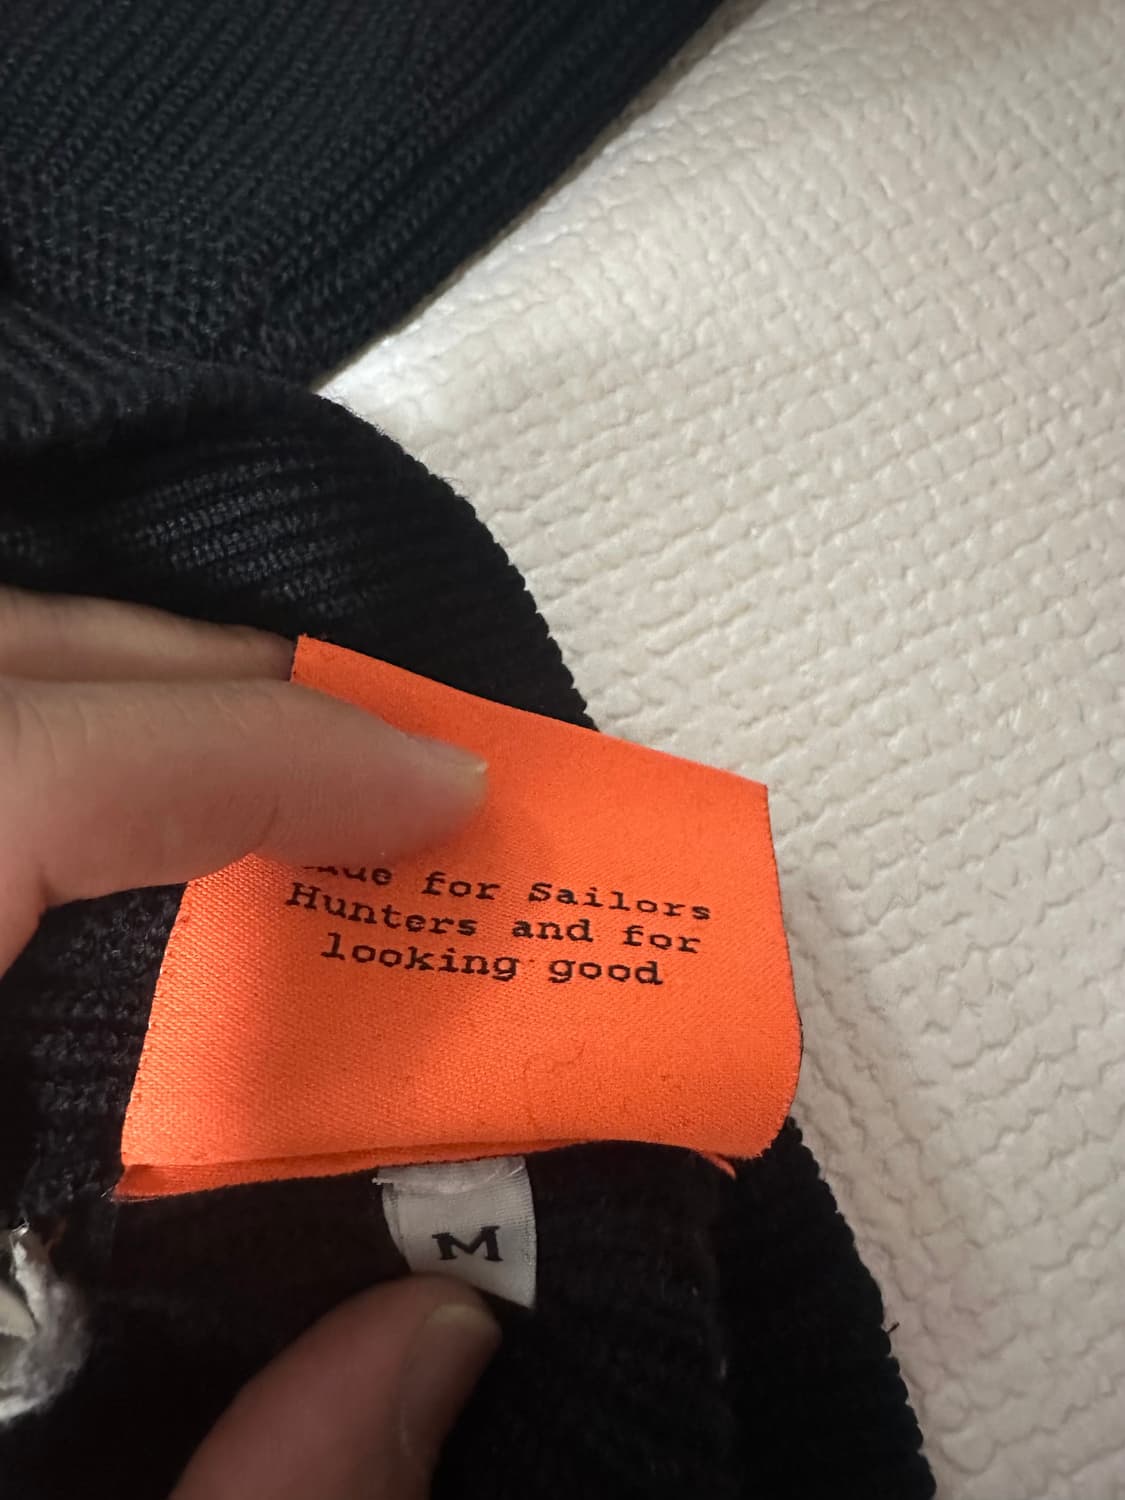 for Sailors
Hunters and for
looking good
M